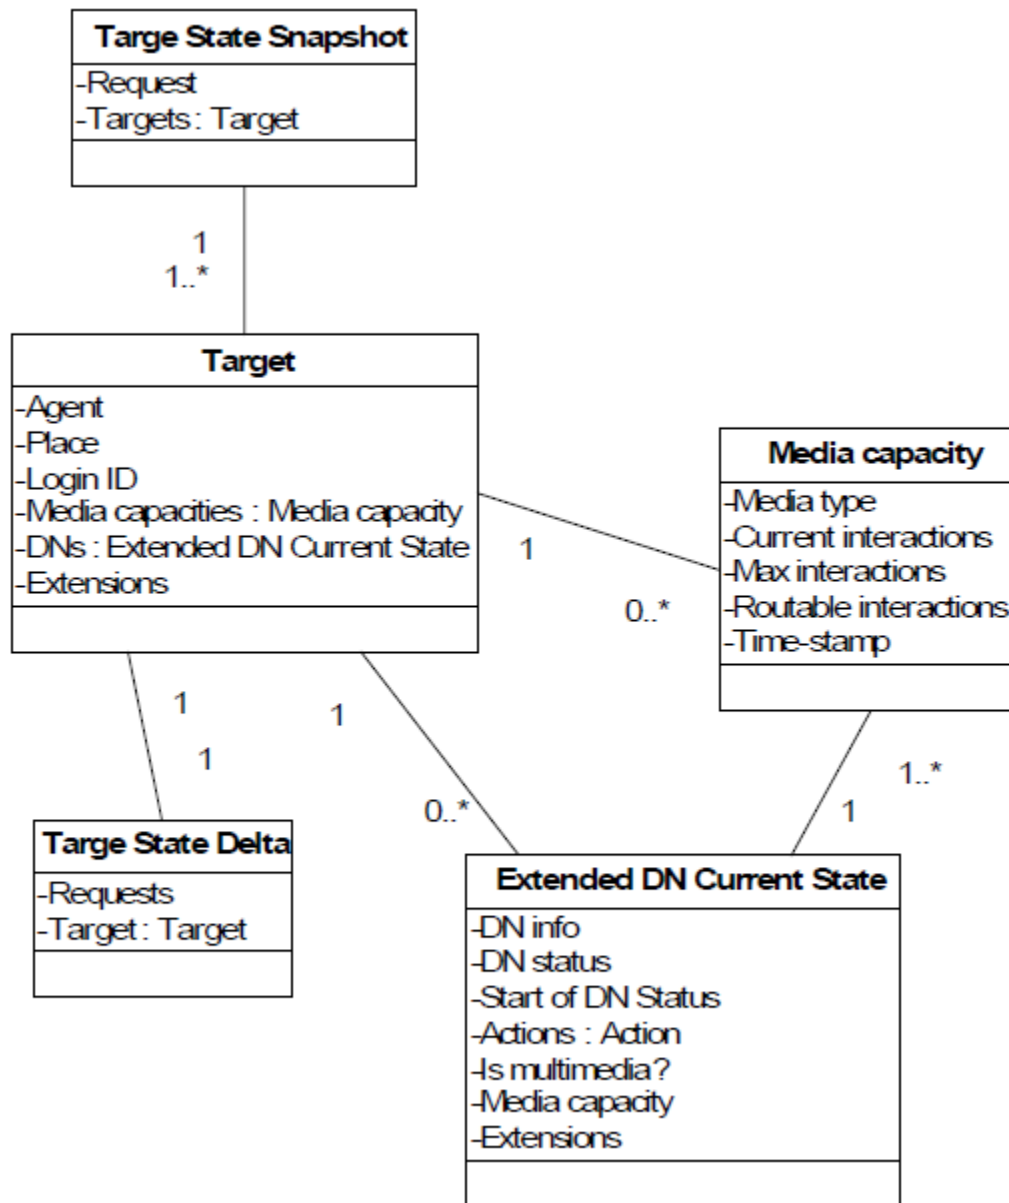 Targe State Snapshot
-Request
-Targets : Target
1
1..*
Target
-Agent
-Place
-Login ID
-Media capacities : Media capacity
-DNs : Extended DN Current State
-Extensions
Media capacity
-Media type
-Current interactions
-Max interactions
-Routable interactions
-Time-stamp
1
0..*
1
1
1
0..*
1..*
1
Targe State Delta
-Requests
-Target : Target
Extended DN Current State
-DN info
-DN status
-Start of DN Status
-Actions : Action
-Is multimedia?
-Media capacity
-Extensions